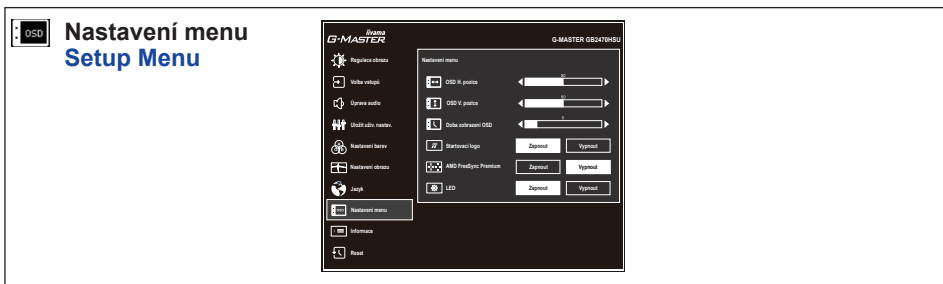 OSD
Nastavení menu
Setup Menu
iiyama
G-MASTER
G-MASTER GB2470HSU
Regulace obrazu
Volba vstupů
Úprava audio
Uložit uživ. nastav.
Nastavení barev
Nastavení obrazu
Jazyk
OSD
Nastavení menu
Informace
Reset
Nastavení menu
OSD H. pozice
50
OSD V. pozice
50
Doba zobrazení OSD
Startovací logo
Zapnout
Vypnout
AMD FreeSync Premium
Zapnout
Vypnout
LED
Zapnout
Vypnout